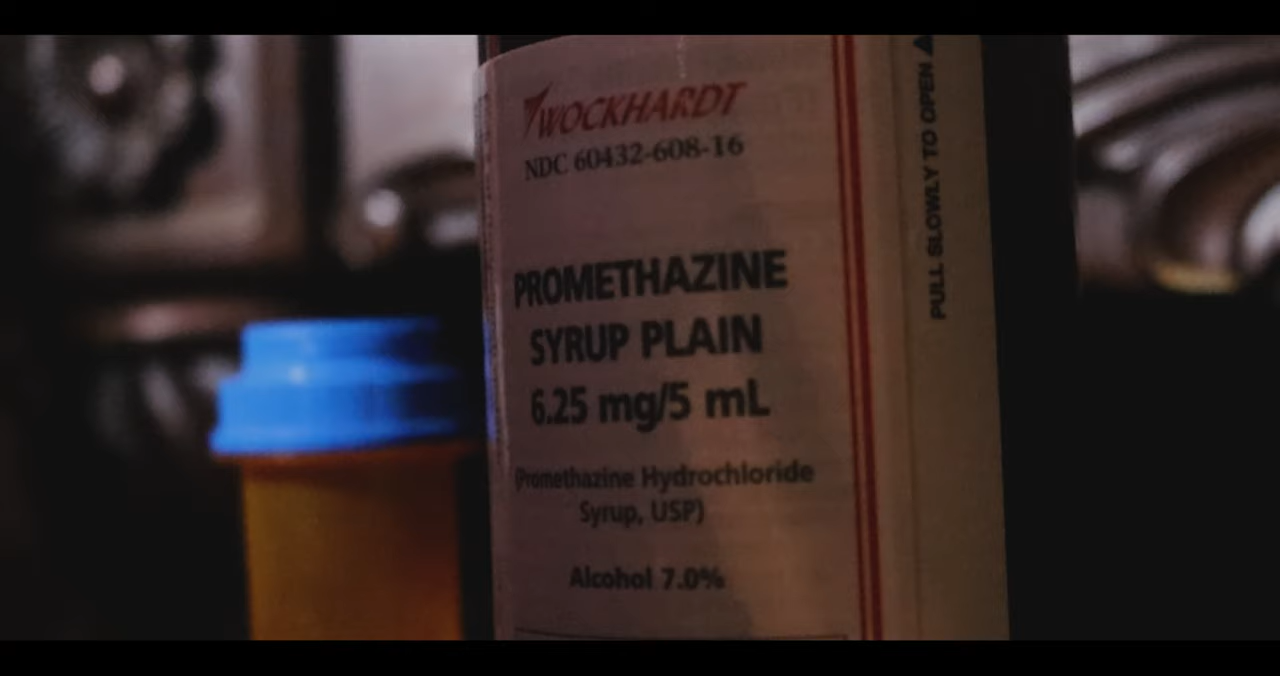 WOCKHARDT
NDC 60432-608-16
PROMETHAZINE
SYRUP PLAIN
6.25 mg/5 mL
(Promethazine Hydrochloride
Syrup, USP)
Alcohol 7.0%
PULL SLOWLY TO OPEN